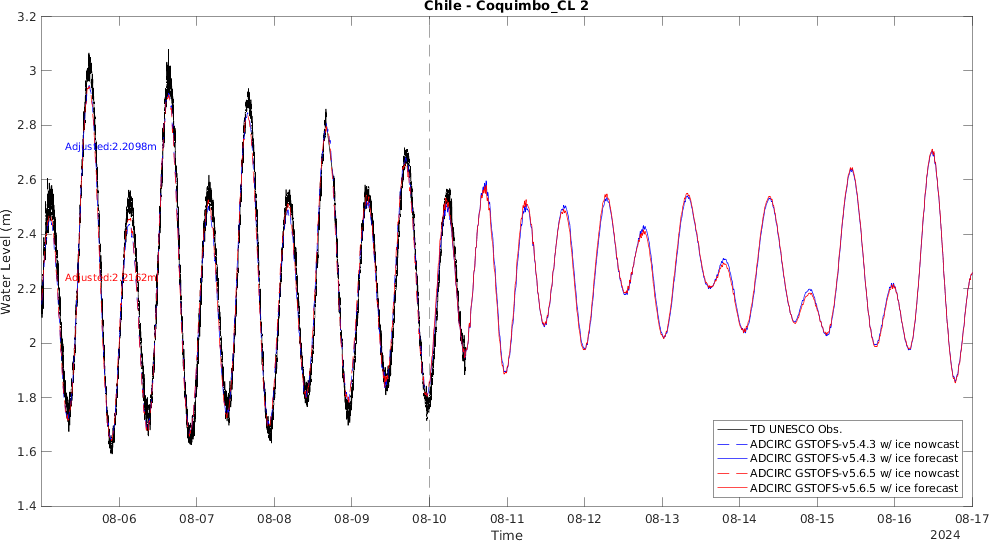 Chile - Coquimbo_CL 2
Water Level (m)
3.2
3
2.8
2.6
2.4
2.2
2
1.8
1.6
1.4
Adjusted:2.2098m
Adjusted:2.2162m
TD UNESCO Obs.
ADCIRC GSTOFS-v5.4.3 w/ ice nowcast
ADCIRC GSTOFS-v5.4.3 w/ ice forecast
ADCIRC GSTOFS-v5.6.5 w/ ice nowcast
ADCIRC GSTOFS-v5.6.5 w/ ice forecast
08-06 08-07 08-08 08-09 08-10 08-11 08-12 08-13 08-14 08-15 08-16 08-17
Time
2024